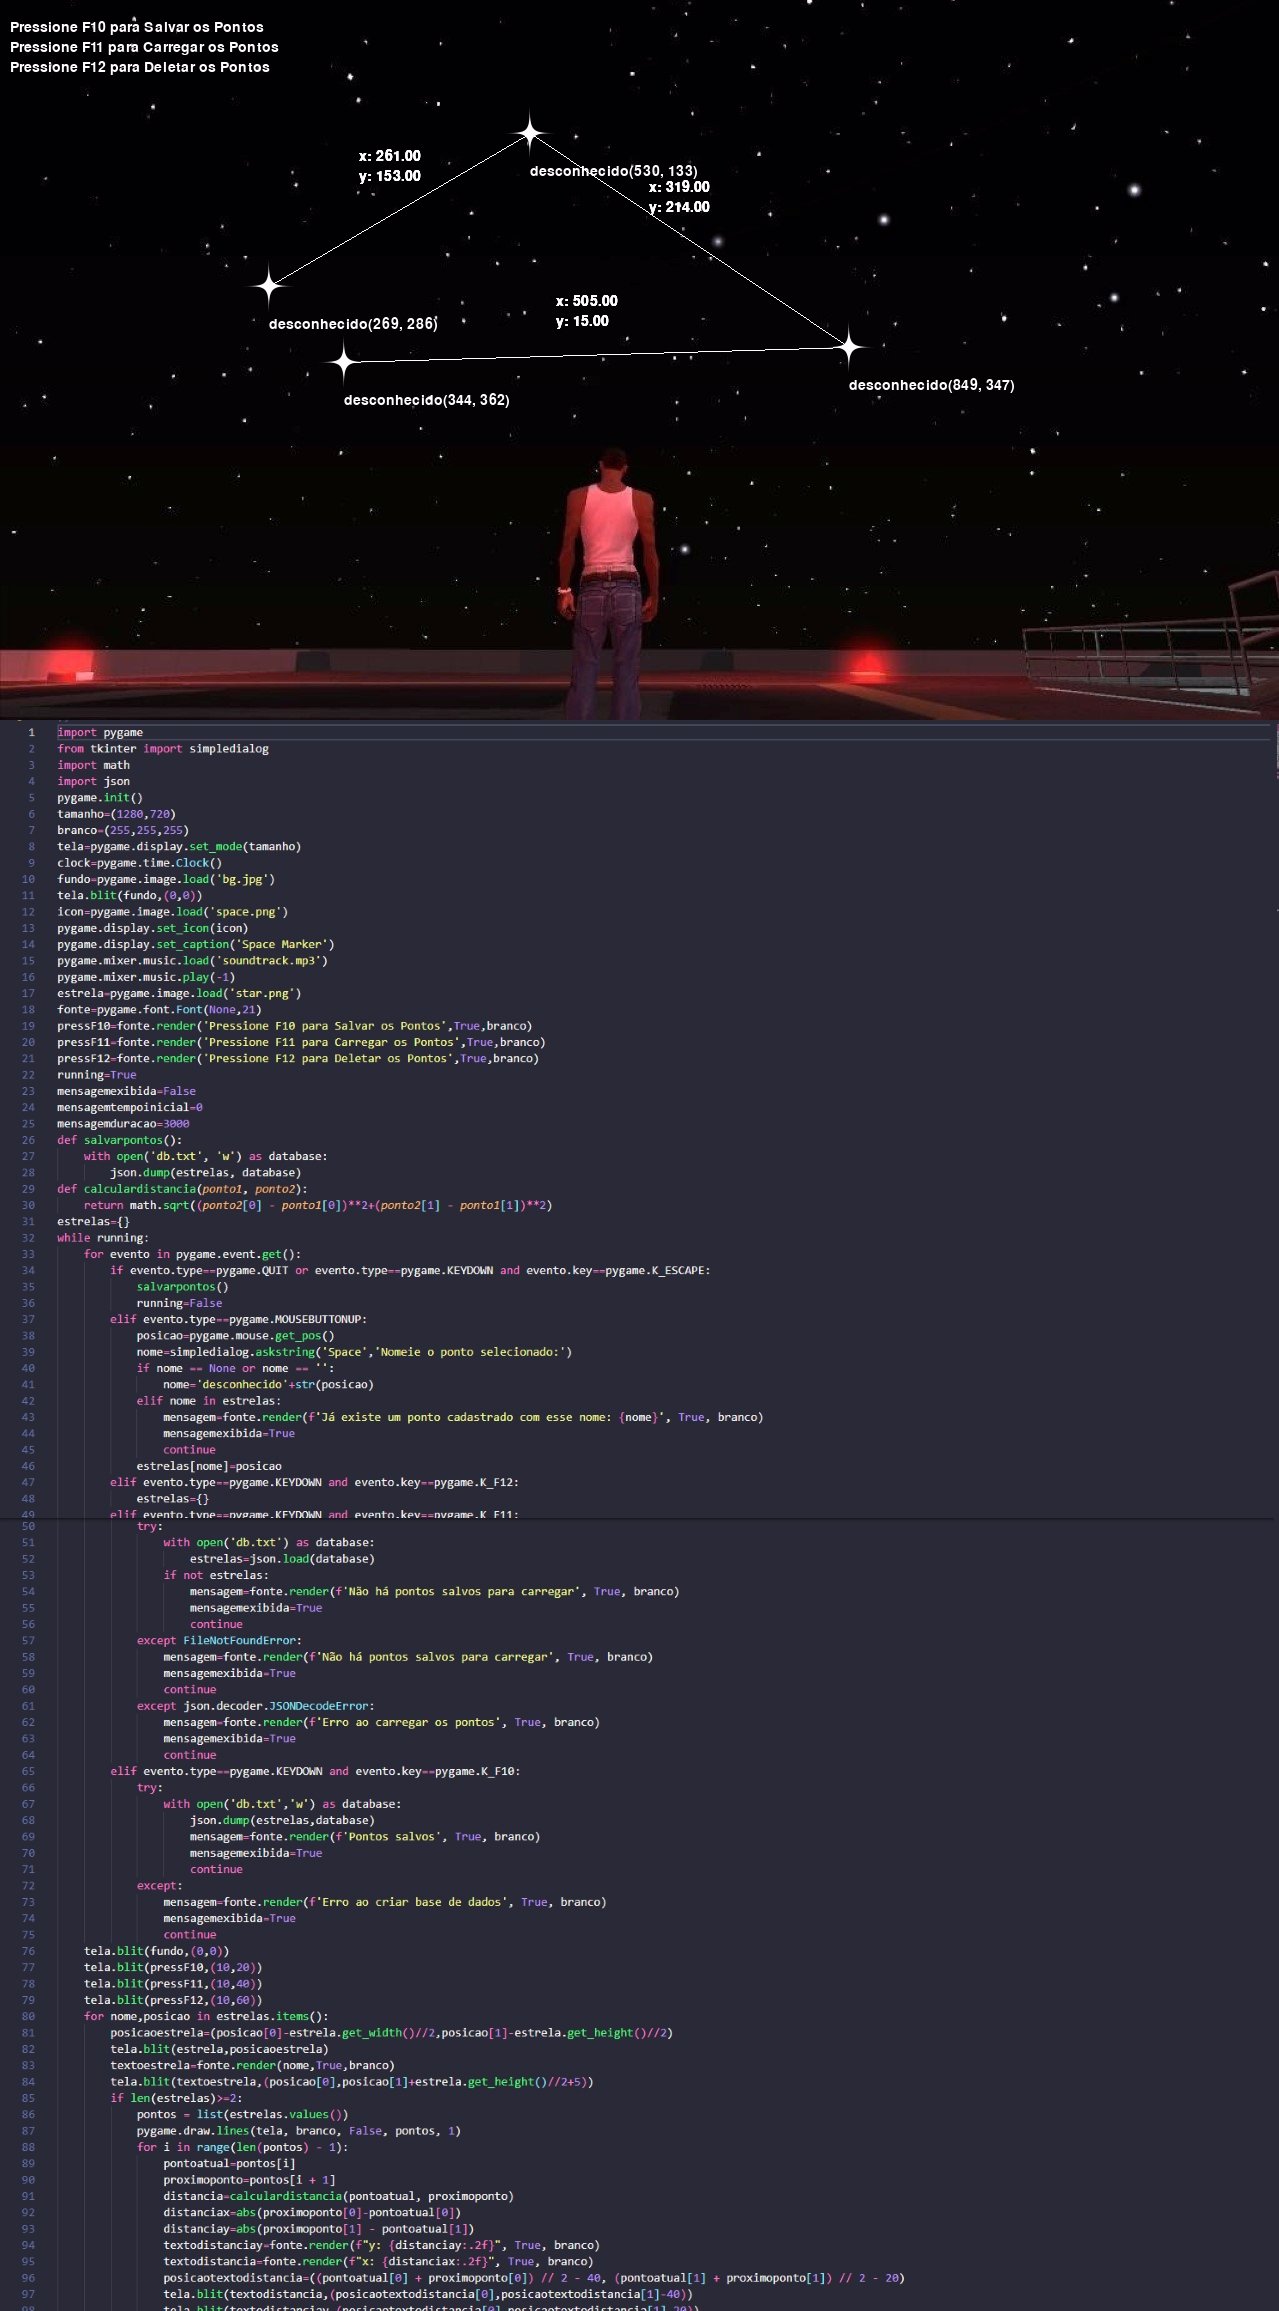 Pressione F10 para Salvar os Pontos
Pressione F11 para Carregar os Pontos
Pressione F12 para Deletar os Pontos
x: 261.00
y: 153.00
desconhecido(530, 133)
x: 319.00
y: 214.00
x: 505.00
y: 15.00
desconhecido(269, 286)
desconhecido(849, 347)
desconhecido(344, 362)
1 import pygame
2 from tkinter import simpledialog
3 import math
4 import json
5 pygame.init()
6 tamanho=(1280,720)
7 branco=(255,255,255)
8 tela=pygame.display.set_mode(tamanho)
9 clock=pygame.time.Clock()
10 fundo=pygame.image.load('bg.jpg')
11 tela.blit(fundo,(0,0))
12 icon=pygame.image.load('space.png')
13 pygame.display.set_icon(icon)
14 pygame.display.set_caption('Space Marker')
15 pygame.mixer.music.load('soundtrack.mp3')
16 pygame.mixer.music.play(-1)
17 estrela=pygame.image.load('star.png')
18 fonte=pygame.font.Font(None,21)
19 pressF10=fonte.render('Pressione F10 para Salvar os Pontos',True,branco)
20 pressF11=fonte.render('Pressione F11 para Carregar os Pontos',True,branco)
21 pressF12=fonte.render('Pressione F12 para Deletar os Pontos',True,branco)
22 running=True
23 mensagemexibida=False
24 mensagemtempoinicial=0
25 mensagemduracao=3000
26 def salvarpontos():
27 with open('db.txt', 'w') as database:
28 json.dump(estrelas, database)
29 def calculardistancia(ponto1, ponto2):
30 return math.sqrt((ponto2[0] - ponto1[0])**2+(ponto2[1] - ponto1[1])**2)
31 estrelas={}
32 while running:
33 for evento in pygame.event.get():
34 if evento.type==pygame.QUIT or evento.type==pygame.KEYDOWN and evento.key==pygame.K_ESCAPE:
35 salvarpontos()
36 running=False
37 elif evento.type==pygame.MOUSEBUTTONUP:
38 posicao=pygame.mouse.get_pos()
39 nome=simpledialog.askstring('Space','Nomeie o ponto selecionado:')
40 if nome == None or nome == '':
41 nome='desconhecido'+str(posicao)
42 elif nome in estrelas:
43 mensagem=fonte.render(f'Já existe um ponto cadastrado com esse nome: {nome}', True, branco)
44 mensagemexibida=True
45 continue
46 estrelas[nome]=posicao
47 elif evento.type==pygame.KEYDOWN and evento.key==pygame.K_F12:
48 estrelas={}
49 elif evento.type==pygame.KEYDOWN and evento.key==pygame.K_F11:
50 try:
51 with open('db.txt') as database:
52 estrelas=json.load(database)
53 if not estrelas:
54 mensagem=fonte.render(f'Não há pontos salvos para carregar', True, branco)
55 mensagemexibida=True
56 continue
57 except FileNotFoundError:
58 mensagem=fonte.render(f'Não há pontos salvos para carregar', True, branco)
59 mensagemexibida=True
60 continue
61 except json.decoder.JSONDecodeError:
62 mensagem=fonte.render(f'Erro ao carregar os pontos', True, branco)
63 mensagemexibida=True
64 continue
65 elif evento.type==pygame.KEYDOWN and evento.key==pygame.K_F10:
66 try:
67 with open('db.txt','w') as database:
68 json.dump(estrelas,database)
69 mensagem=fonte.render(f'Pontos salvos', True, branco)
70 mensagemexibida=True
71 continue
72 except:
73 mensagem=fonte.render(f'Erro ao criar base de dados', True, branco)
74 mensagemexibida=True
75 continue
76 tela.blit(fundo,(0,0))
77 tela.blit(pressF10,(10,20))
78 tela.blit(pressF11,(10,40))
79 tela.blit(pressF12,(10,60))
80 for nome,posicao in estrelas.items():
81 posicaoestrela=(posicao[0]-estrela.get_width()//2,posicao[1]-estrela.get_height()//2)
82 tela.blit(estrela,posicaoestrela)
83 textoestrela=fonte.render(nome,True,branco)
84 tela.blit(textoestrela,(posicao[0],posicao[1]+estrela.get_height()//2+5))
85 if len(estrelas)>=2:
86 pontos = list(estrelas.values())
87 pygame.draw.lines(tela, branco, False, pontos, 1)
88 for i in range(len(pontos) - 1):
89 pontoatual=pontos[i]
90 proximoponto=pontos[i + 1]
91 distancia=calculardistancia(pontoatual, proximoponto)
92 distanciax=abs(proximoponto[0]-pontoatual[0])
93 distanciay=abs(proximoponto[1] - pontoatual[1])
94 textodistanciay=fonte.render(f"y: {distanciay:.2f}", True, branco)
95 textodistancia=fonte.render(f"x: {distanciax:.2f}", True, branco)
96 posicaotextodistancia=((pontoatual[0] + proximoponto[0]) // 2 - 40, (pontoatual[1] + proximoponto[1]) // 2 - 20)
97 tela.blit(textodistancia,(posicaotextodistancia[0],posicaotextodistancia[1]-40))
98 tela.blit(textodistanciay,(posicaotextodistancia[0],posicaotextodistancia[1]-20))